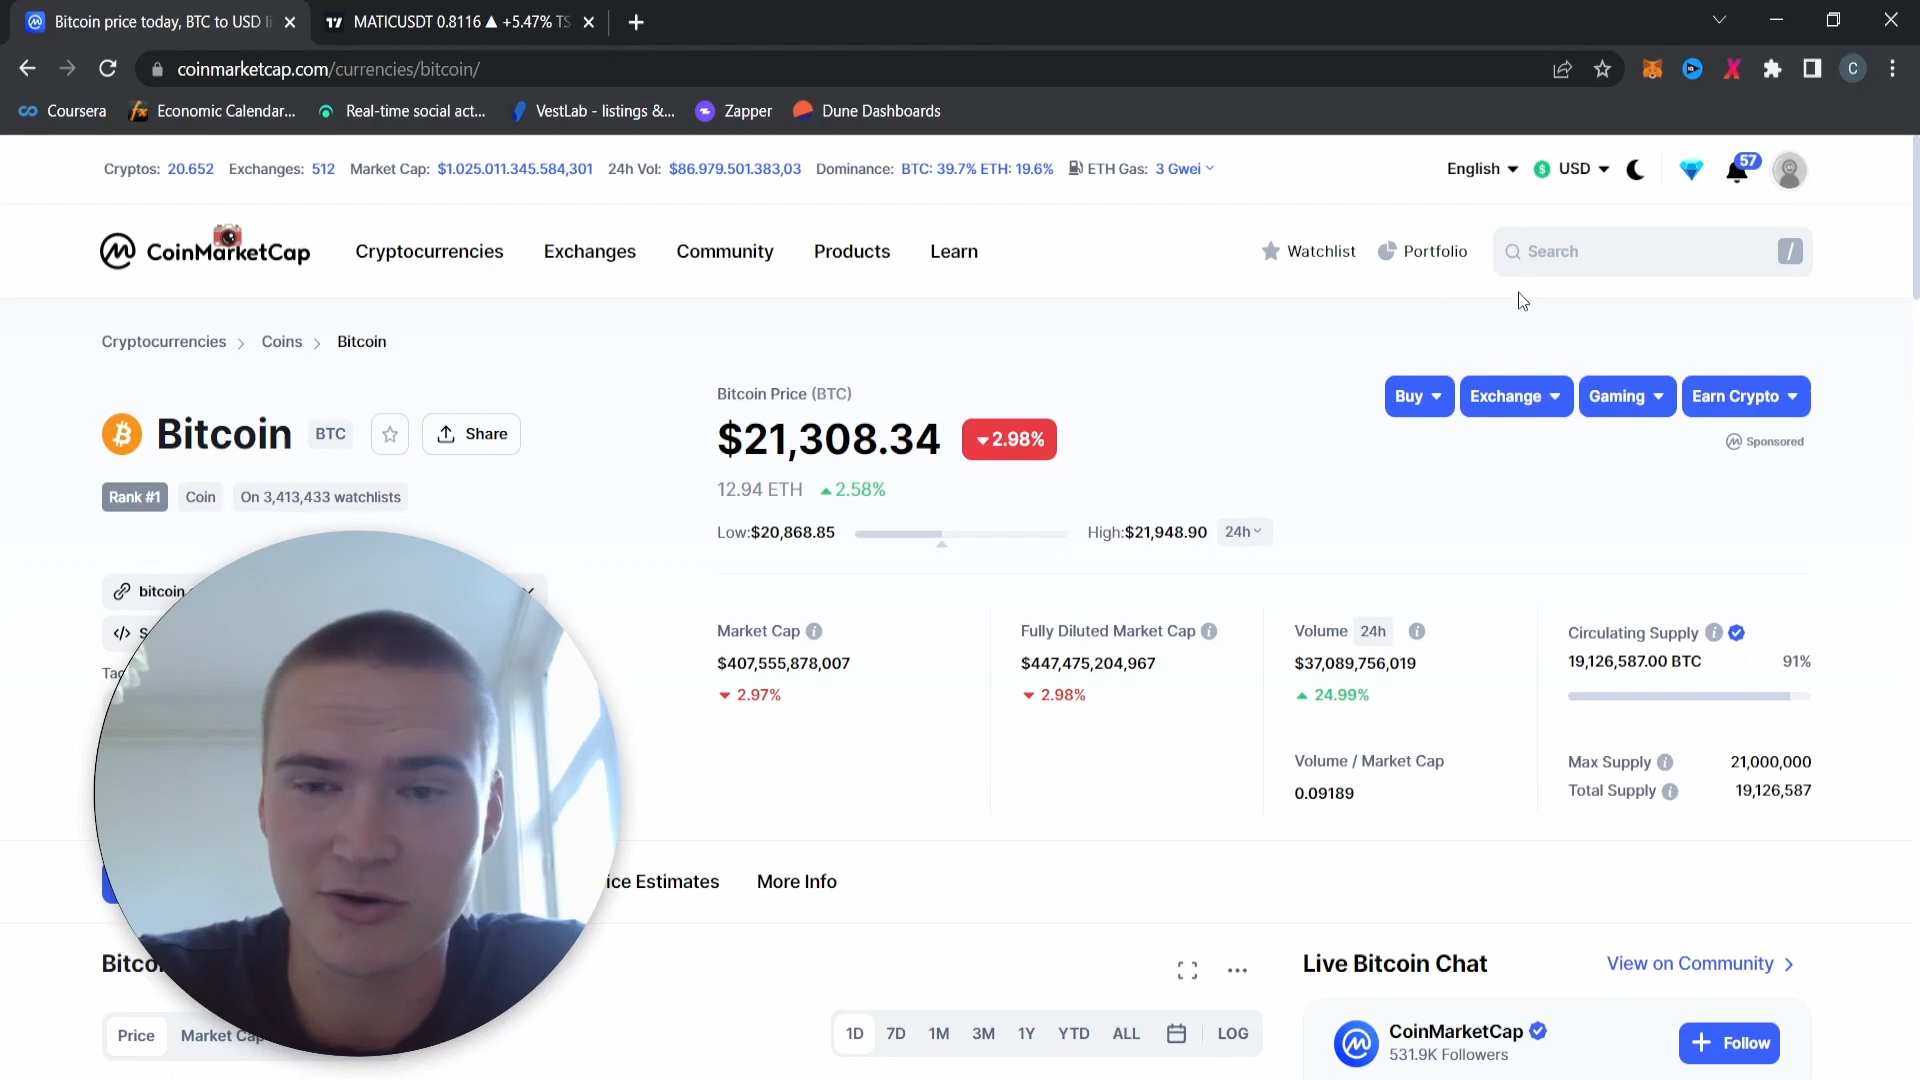 Bitcoin price today, BTC to USD li
MATICUSDT 0.8116 ▲ +5.47% TS
coinmarketcap.com/currencies/bitcoin/
C
Coursera
Economic Calendar...
Real-time social act...
VestLab - listings &...
Zapper
Dune Dashboards
Cryptos: 20.652 Exchanges: 512 Market Cap: $1.025.011.345.584,301 24h Vol: $86.979.501.383,03 Dominance: BTC: 39.7% ETH: 19.6% ETH Gas: 3 Gwei
English
USD
57
CoinMarketCap
Cryptocurrencies
Exchanges
Community
Products
Learn
Watchlist
Portfolio
Search
/
Cryptocurrencies > Coins > Bitcoin
Bitcoin
BTC
Share
Rank #1
Coin
On 3,413,433 watchlists
bitcoin
Bitcoin Price (BTC)
$21,308.34
2.98%
12.94 ETH
2.58%
Low:$20,868.85
High:$21,948.90
24h
Buy
Exchange
Gaming
Earn Crypto
Sponsored
Market Cap
$407,555,878,007
2.97%
Fully Diluted Market Cap
$447,475,204,967
2.98%
Volume 24h
$37,089,756,019
24.99%
Volume / Market Cap
0.09189
Circulating Supply
19,126,587.00 BTC
91%
Max Supply
21,000,000
Total Supply
19,126,587
ice Estimates
More Info
Bitco
Price
Market Cap
1D
7D
1M
3M
1Y
YTD
ALL
LOG
Live Bitcoin Chat
View on Community >
CoinMarketCap
531.9K Followers
+ Follow